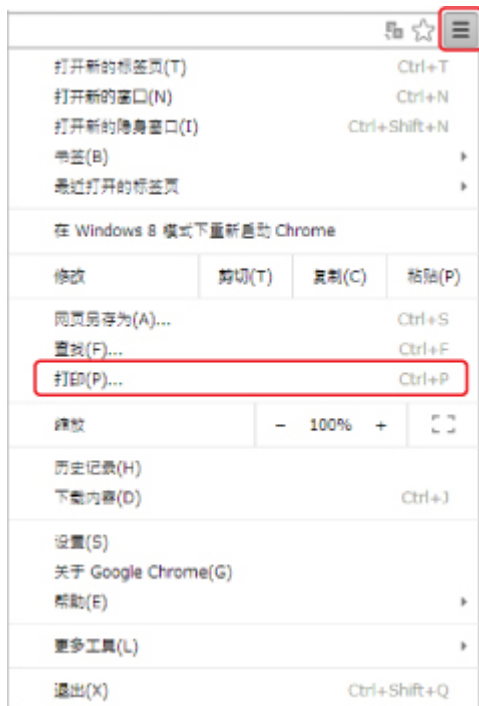 打开新的标签页(T) Ctrl+T
打开新的窗口(N) Ctrl+N
打开新的隐身窗口(I) Ctrl+Shift+N
书签(B)
最近打开的标签页
在 Windows 8 模式下重新启动 Chrome
修改 剪切(T) 复制(C) 粘贴(P)
网页另存为(A)... Ctrl+S
查找(F)... Ctrl+F
打印(P)... Ctrl+P
缩放 - 100% +
历史记录(H)
下载内容(D) Ctrl+J
设置(S)
关于 Google Chrome(G)
帮助(E)
更多工具(L)
退出(X) Ctrl+Shift+Q